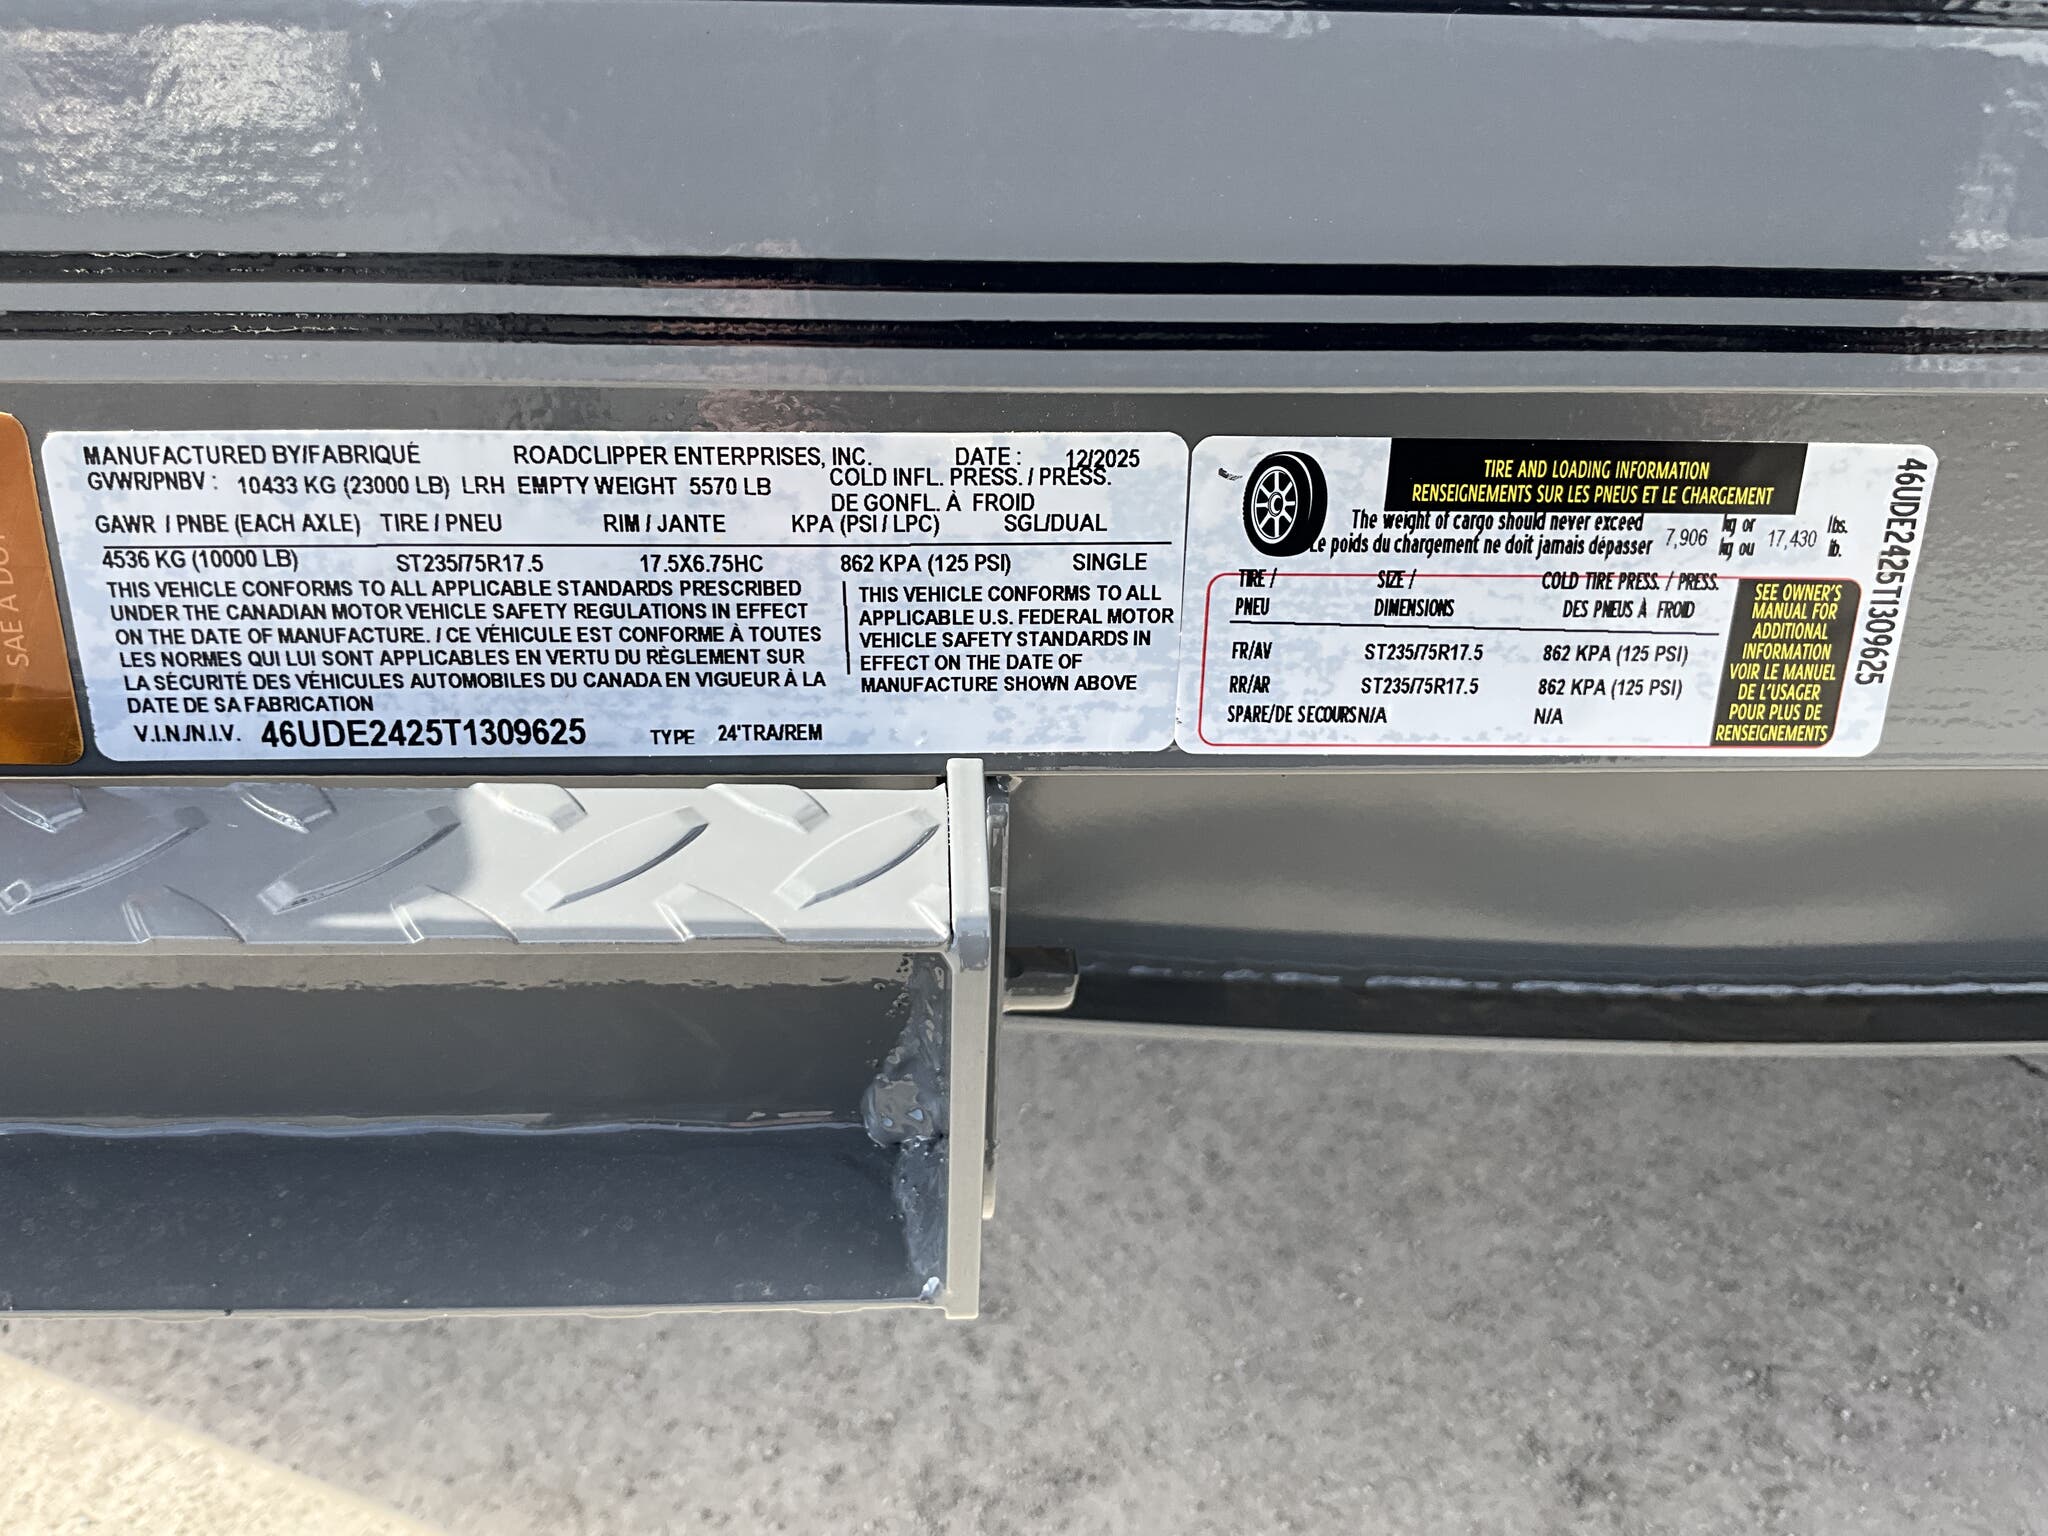 SAE A DOT
MANUFACTURED BY/FABRIQUÉ ROADCLIPPER ENTERPRISES, INC. DATE : 12/2025
GVWR/PNBV : 10433 KG (23000 LB) LRH EMPTY WEIGHT 5570 LB
COLD INFL. PRESS. / PRESS.
DE GONFL. À FROID
GAWR / PNBE (EACH AXLE) TIRE / PNEU RIM / JANTE KPA (PSI / LPC) SGL/DUAL
4536 KG (10000 LB) ST235/75R17.5 17.5X6.75HC 862 KPA (125 PSI) SINGLE
THIS VEHICLE CONFORMS TO ALL APPLICABLE STANDARDS PRESCRIBED
UNDER THE CANADIAN MOTOR VEHICLE SAFETY REGULATIONS IN EFFECT
ON THE DATE OF MANUFACTURE. / CE VÉHICULE EST CONFORME À TOUTES
LES NORMES QUI LUI SONT APPLICABLES EN VERTU DU RÈGLEMENT SUR
LA SÉCURITÉ DES VÉHICULES AUTOMOBILES DU CANADA EN VIGUEUR À LA
DATE DE SA FABRICATION
THIS VEHICLE CONFORMS TO ALL
APPLICABLE U.S. FEDERAL MOTOR
VEHICLE SAFETY STANDARDS IN
EFFECT ON THE DATE OF
MANUFACTURE SHOWN ABOVE
V.I.N./N.I.V. 46UDE2425T1309625 TYPE 24'TRA/REM
TIRE AND LOADING INFORMATION
RENSEIGNEMENTS SUR LES PNEUS ET LE CHARGEMENT
The weight of cargo should never exceed 7,906 kg or 17,430 lbs.
Le poids du chargement ne doit jamais dépasser kg ou lb.
TIRE / SIZE / COLD TIRE PRESS. / PRESS.
PNEU DIMENSIONS DES PNEUS À FROID
FR/AV ST235/75R17.5 862 KPA (125 PSI)
RR/AR ST235/75R17.5 862 KPA (125 PSI)
SPARE/DE SECOURS N/A N/A
SEE OWNER'S
MANUAL FOR
ADDITIONAL
INFORMATION
VOIR LE MANUEL
DE L'USAGER
POUR PLUS DE
RENSEIGNEMENTS
46UDE2425T1309625